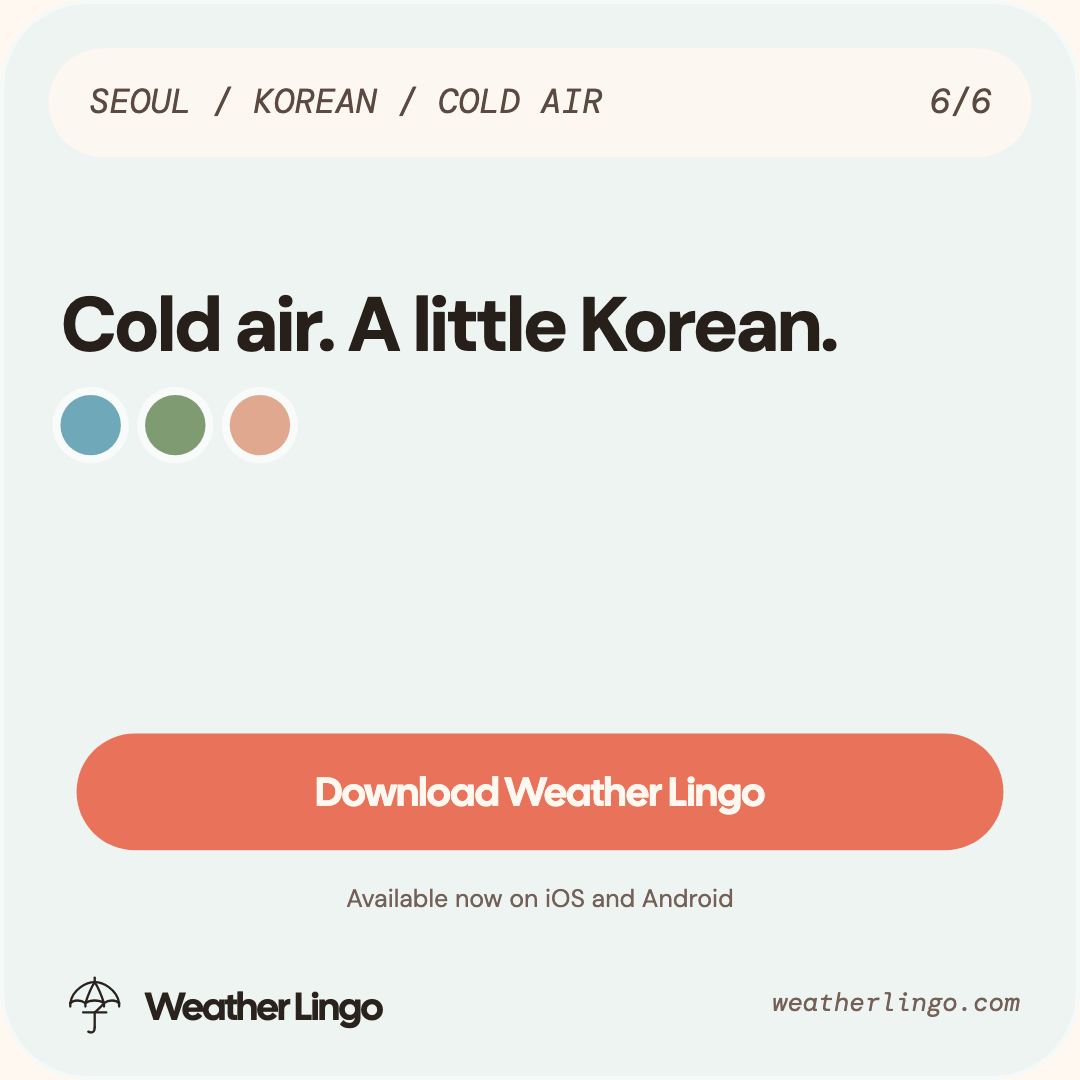 SEOUL / KOREAN / COLD AIR 6/6
Cold air. A little Korean.
Download Weather Lingo
Available now on iOS and Android
Weather Lingo weatherlingo.com